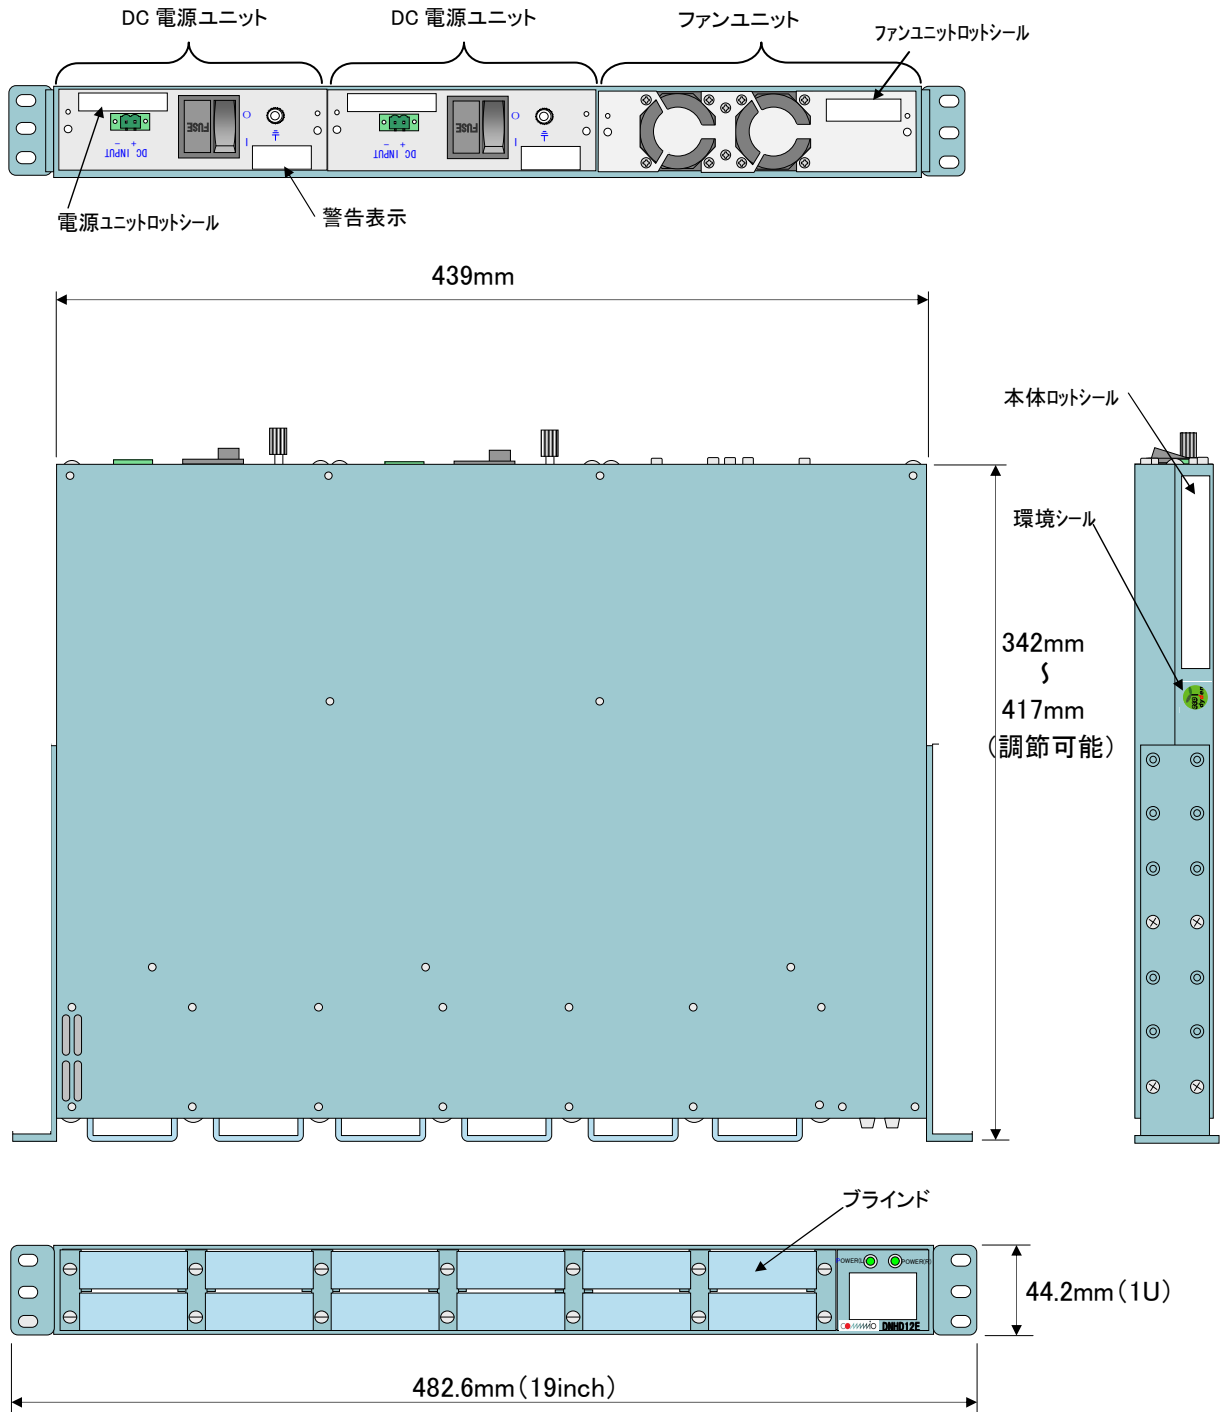 DC 電源ユニット
DC 電源ユニット
ファンユニット
ファンユニットロットシール
FUSE
O
I
- +
DC INPUT
FUSE
O
I
- +
DC INPUT
電源ユニットロットシール
警告表示
439mm
本体ロットシール
環境シール
342mm
∫
417mm
（調節可能）
ブラインド
POWER(L)
POWER(R)
DNHD12E
44.2mm（1U）
482.6mm（19inch）